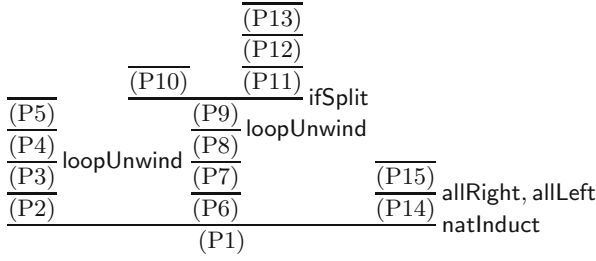 (P13)
(P12)
(P10) (P11) ifSplit
(P5) (P9) loopUnwind
(P4) loopUnwind (P8)
(P3) (P7) (P15)
(P2) (P6) (P14) allRight, allLeft
(P1) natInduct